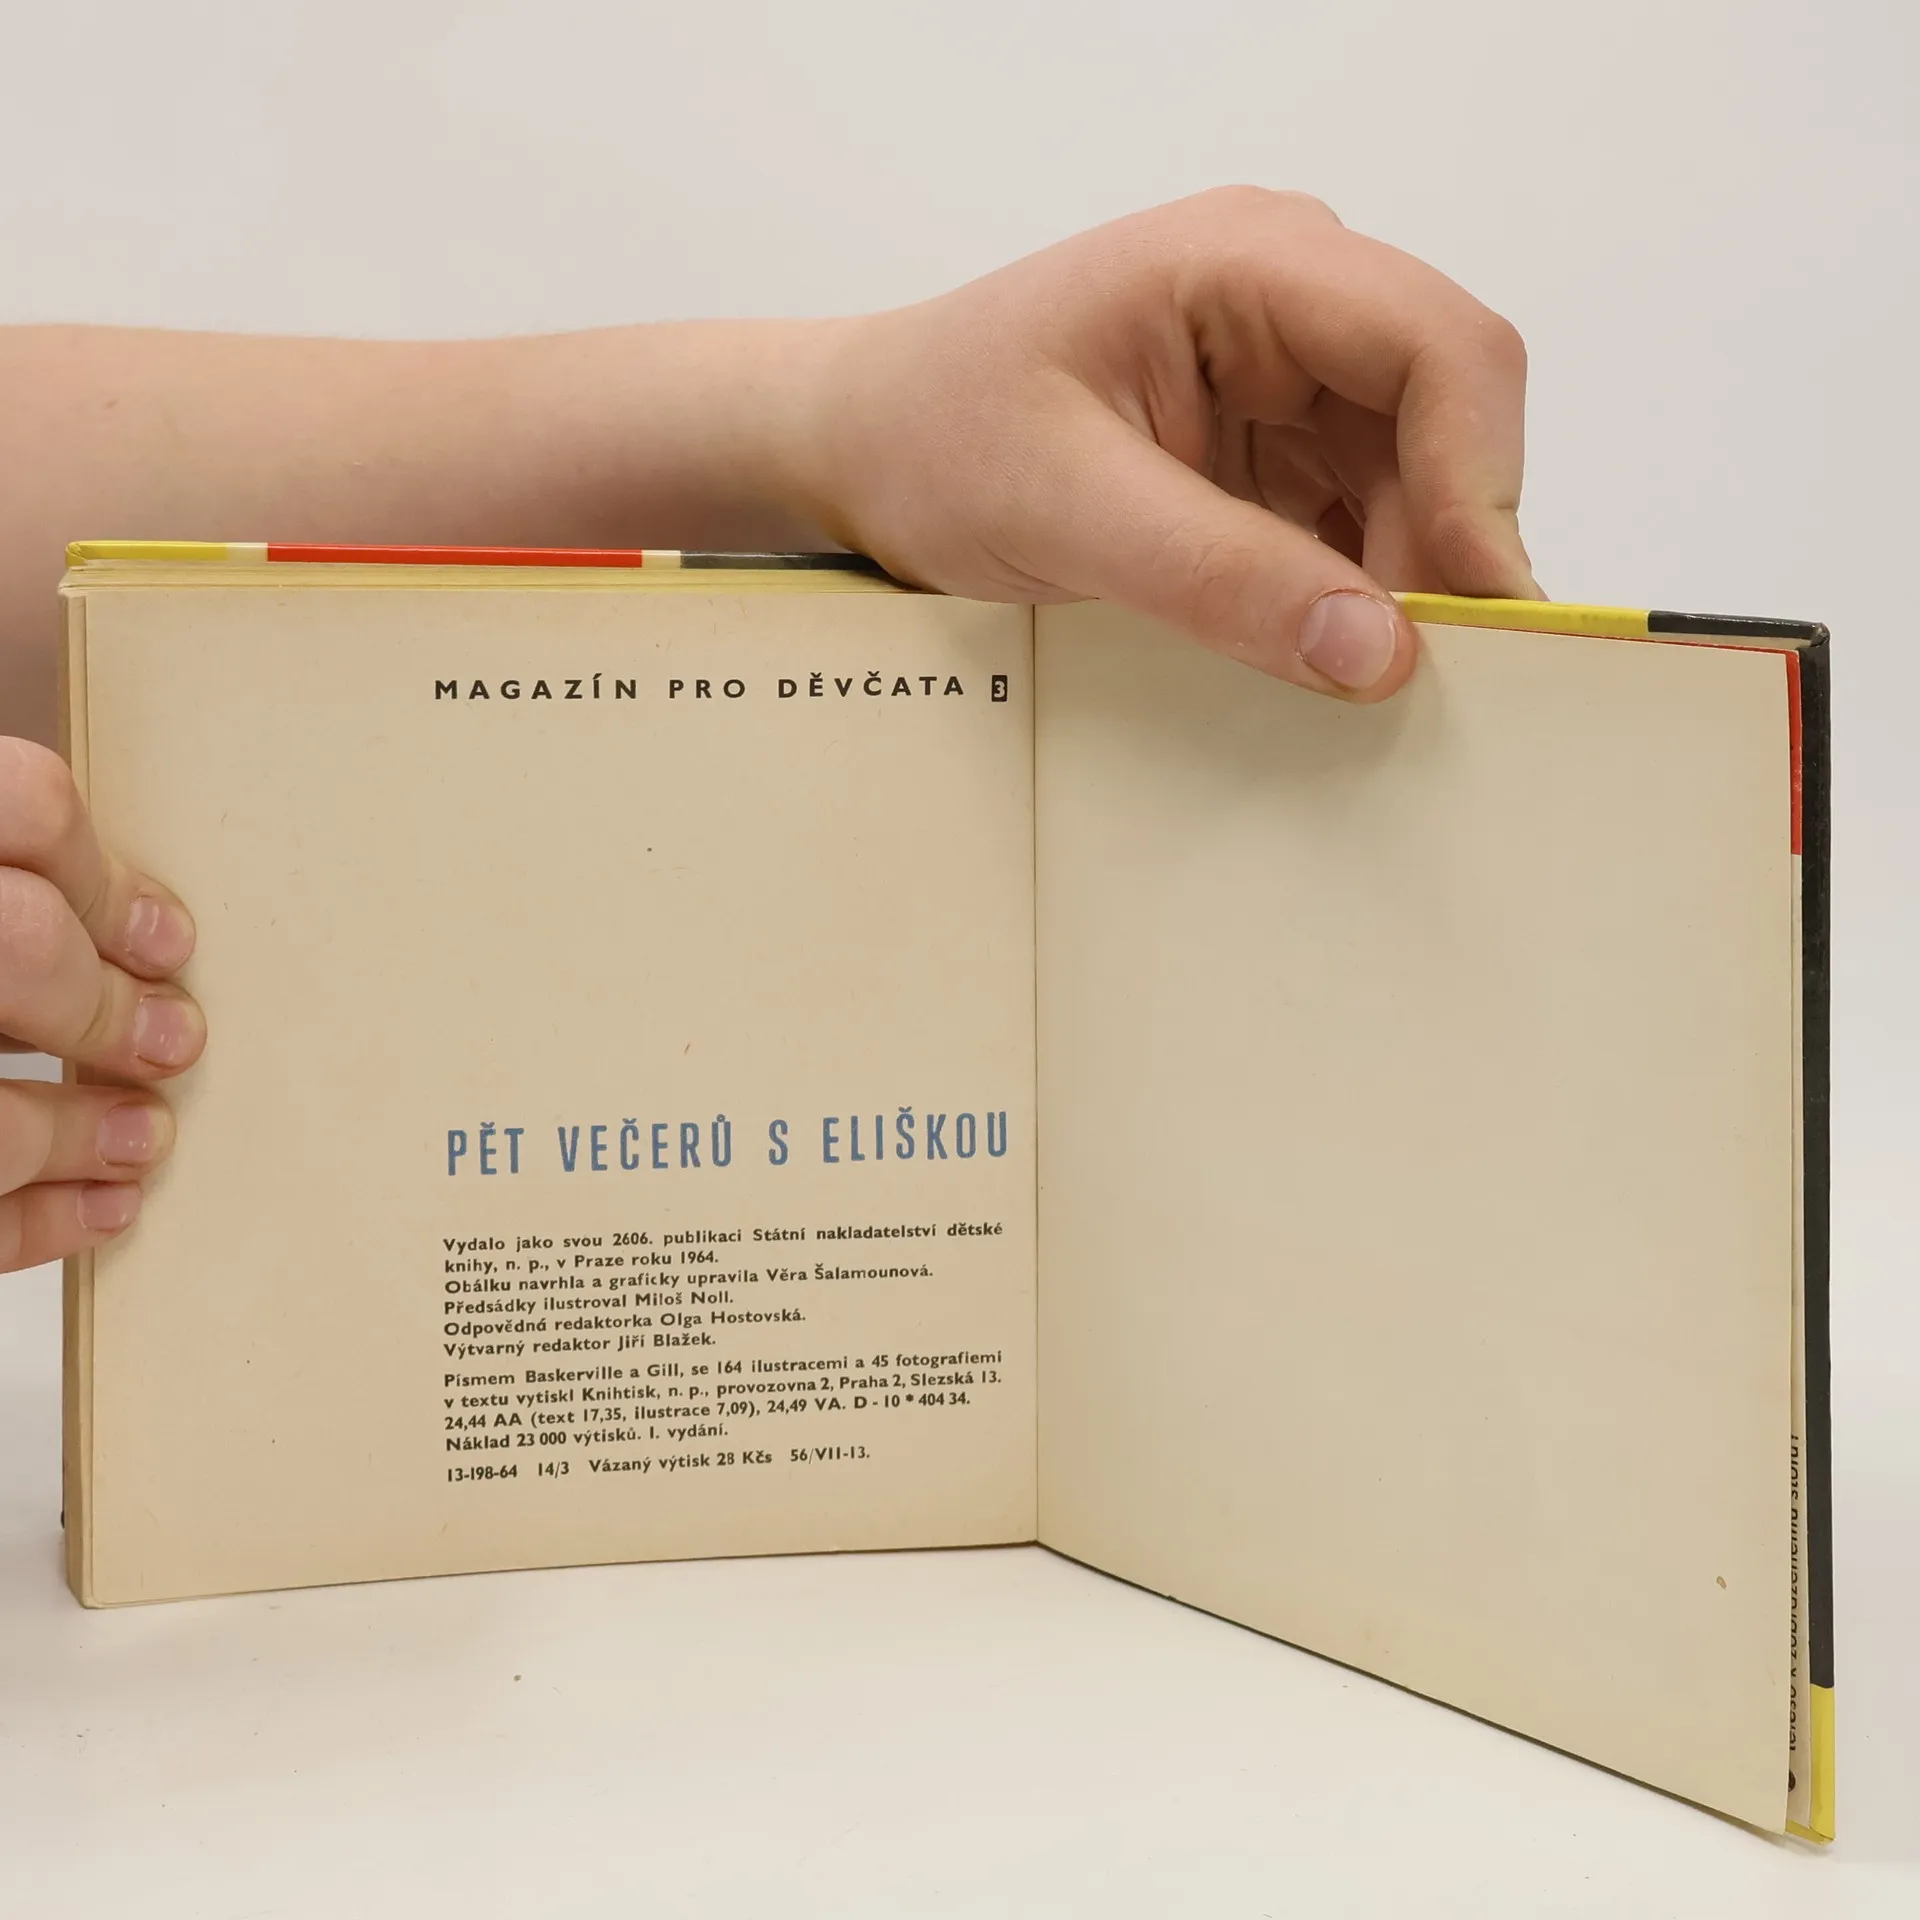 MAGAZÍN PRO DĚVČATA 3
PĚT VEČERŮ S ELIŠKOU
Vydalo jako svou 2606. publikaci Státní nakladatelství dětské
knihy, n. p., v Praze roku 1964.
Obálku navrhla a graficky upravila Věra Šalamounová.
Předsádky ilustroval Miloš Noll.
Odpovědná redaktorka Olga Hostovská.
Výtvarný redaktor Jiří Blažek.
Písmem Baskerville a Gill, se 164 ilustracemi a 45 fotografiemi
v textu vytiskl Knihtisk, n. p., provozovna 2, Praha 2, Slezská 13.
24,44 AA (text 17,35, ilustrace 7,09), 24,49 VA. D - 10 * 404 34.
Náklad 23 000 výtisků. I. vydání.
13-198-64 14/3 Vázaný výtisk 28 Kčs 56/VII-13.